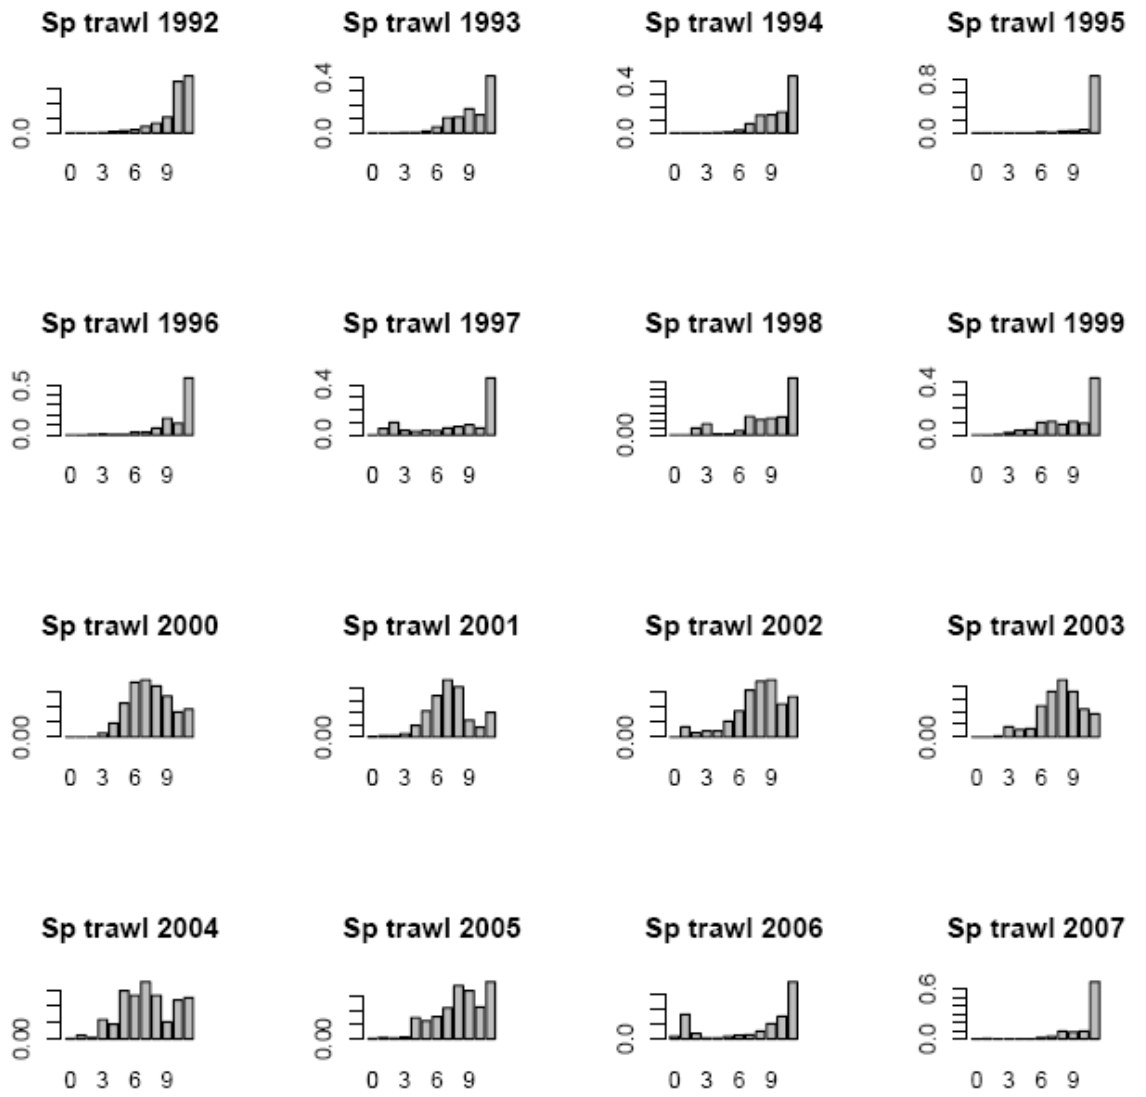 Sp trawl 1992 Sp trawl 1993 Sp trawl 1994 Sp trawl 1995
0.0 0.0 0.4 0.0 0.4 0.0 0.8
0 3 6 9 0 3 6 9 0 3 6 9 0 3 6 9
Sp trawl 1996 Sp trawl 1997 Sp trawl 1998 Sp trawl 1999
0.0 0.5 0.0 0.4 0.00 0.0 0.4
0 3 6 9 0 3 6 9 0 3 6 9 0 3 6 9
Sp trawl 2000 Sp trawl 2001 Sp trawl 2002 Sp trawl 2003
0.00 0.00 0.00 0.00
0 3 6 9 0 3 6 9 0 3 6 9 0 3 6 9
Sp trawl 2004 Sp trawl 2005 Sp trawl 2006 Sp trawl 2007
0.00 0.00 0.0 0.0 0.6
0 3 6 9 0 3 6 9 0 3 6 9 0 3 6 9